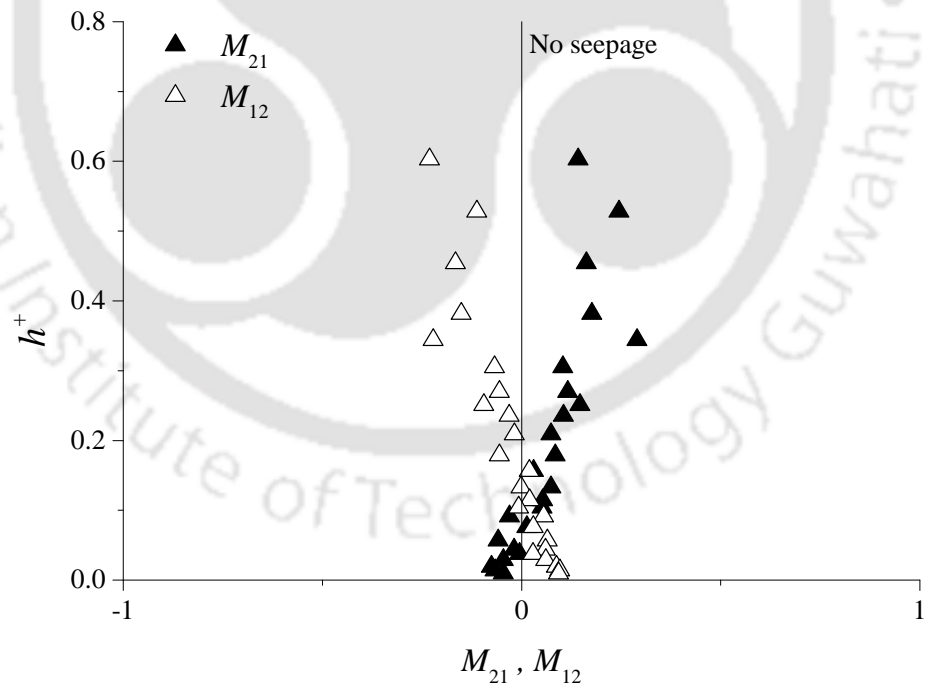 0.8
M₂₁
M₁₂
No seepage
0.6
0.4
0.2
0.0
h⁺
-1
0
1
M₂₁ , M₁₂
n Institute of Technology Guwahati